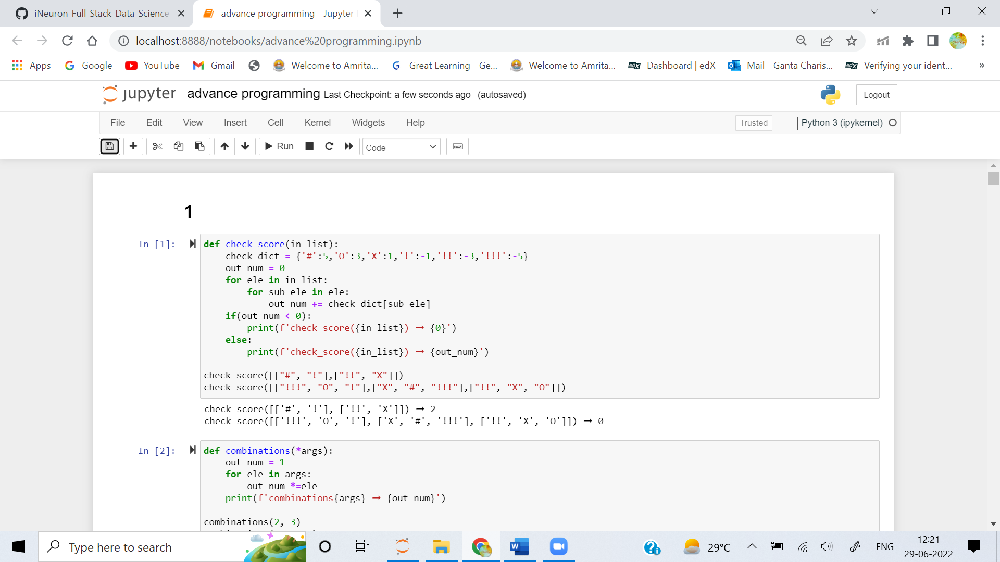 iNeuron-Full-Stack-Data-Science
advance programming - Jupyter
localhost:8888/notebooks/advance%20programming.ipynb
Apps Google YouTube Gmail Welcome to Amrita... Great Learning - Ge... Welcome to Amrita... edX Dashboard | edX Mail - Ganta Charis... edX Verifying your ident... »
jupyter advance programming Last Checkpoint: a few seconds ago (autosaved) Logout
File Edit View Insert Cell Kernel Widgets Help Trusted Python 3 (ipykernel)
Run Code
1
In [1]:
def check_score(in_list):
    check_dict = {'#':5,'O':3,'X':1,'!':-1,'!!':-3,'!!!':-5}
    out_num = 0
    for ele in in_list:
        for sub_ele in ele:
            out_num += check_dict[sub_ele]
    if(out_num < 0):
        print(f'check_score({in_list}) ➞ {0}')
    else:
        print(f'check_score({in_list}) ➞ {out_num}')
check_score([["#", "!"],["!!", "X"]])
check_score([["!!!", "O", "!"],["X", "#", "!!!"],["!!", "X", "O"]])
check_score([['#', '!'], ['!!', 'X']]) ➞ 2
check_score([['!!!', 'O', '!'], ['X', '#', '!!!'], ['!!', 'X', 'O']]) ➞ 0
In [2]:
def combinations(*args):
    out_num = 1
    for ele in args:
        out_num *=ele
    print(f'combinations{args} ➞ {out_num}')
combinations(2, 3)
Type here to search
W
29°C
ENG
12:21
29-06-2022